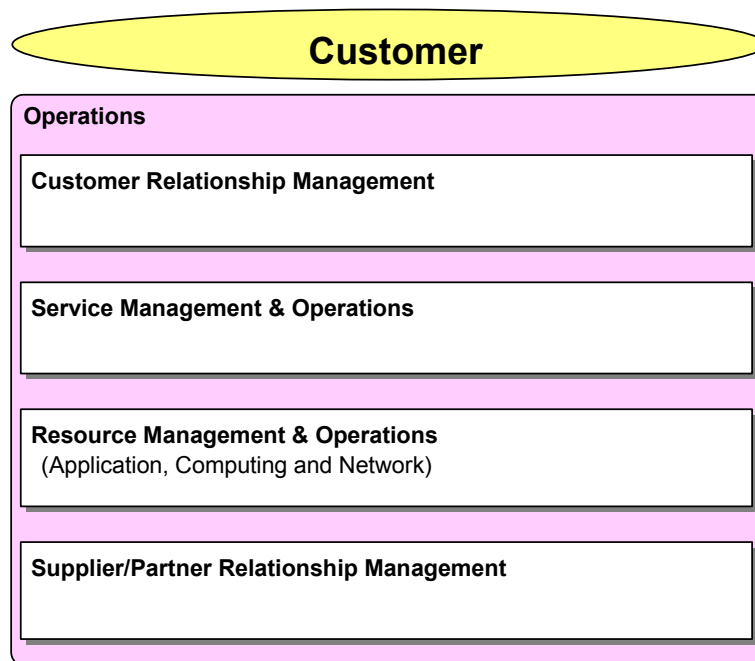 Customer
Operations
Customer Relationship Management
Service Management & Operations
Resource Management & Operations
(Application, Computing and Network)
Supplier/Partner Relationship Management